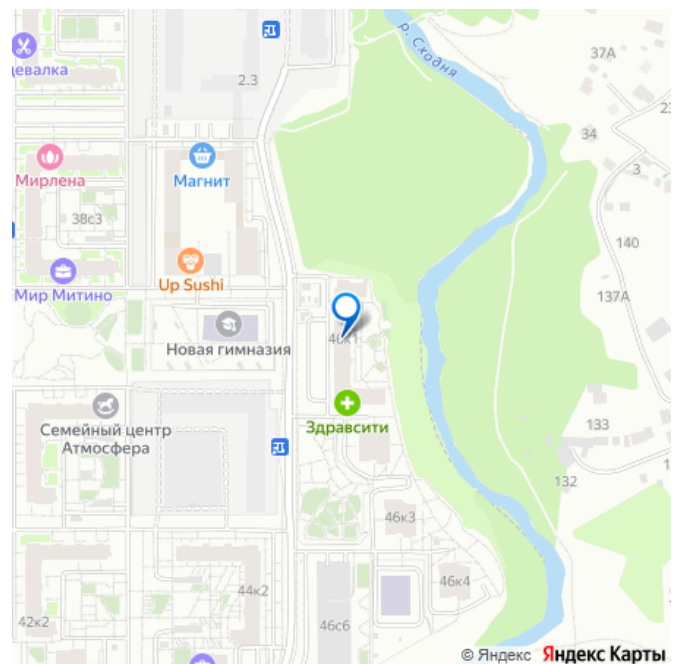 р. Сходня
37А
девалка
2.3
34
3
Мирлена
Магнит
38с3
140
Up Sushi
Мир Митино
137А
Новая гимназия
Семейный центр
Атмосфера
Здравсити
133
132
46к3
46к4
44к2
42к2
46с6
© Яндекс Яндекс Карты